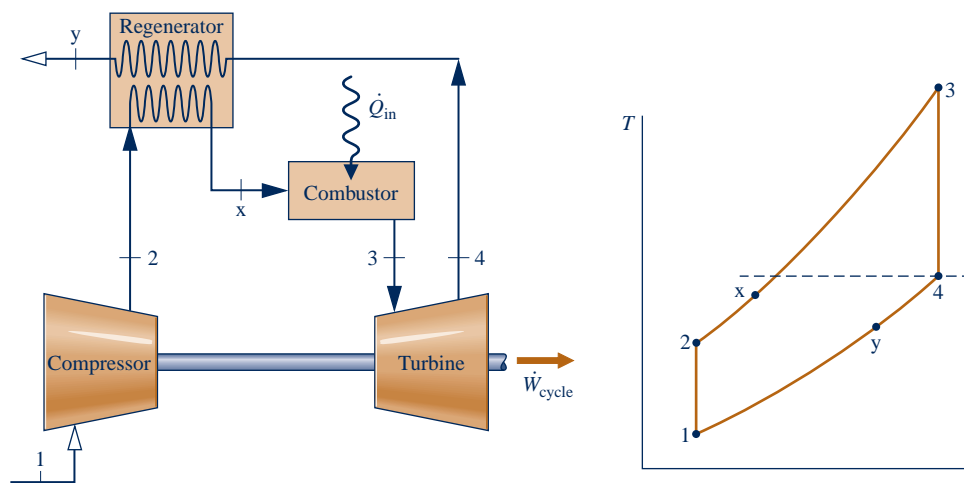 y
Regenerator
Q̇in
x
Combustor
2
3
4
Compressor
Turbine
Ẇcycle
1
T
3
x
4
2
y
1